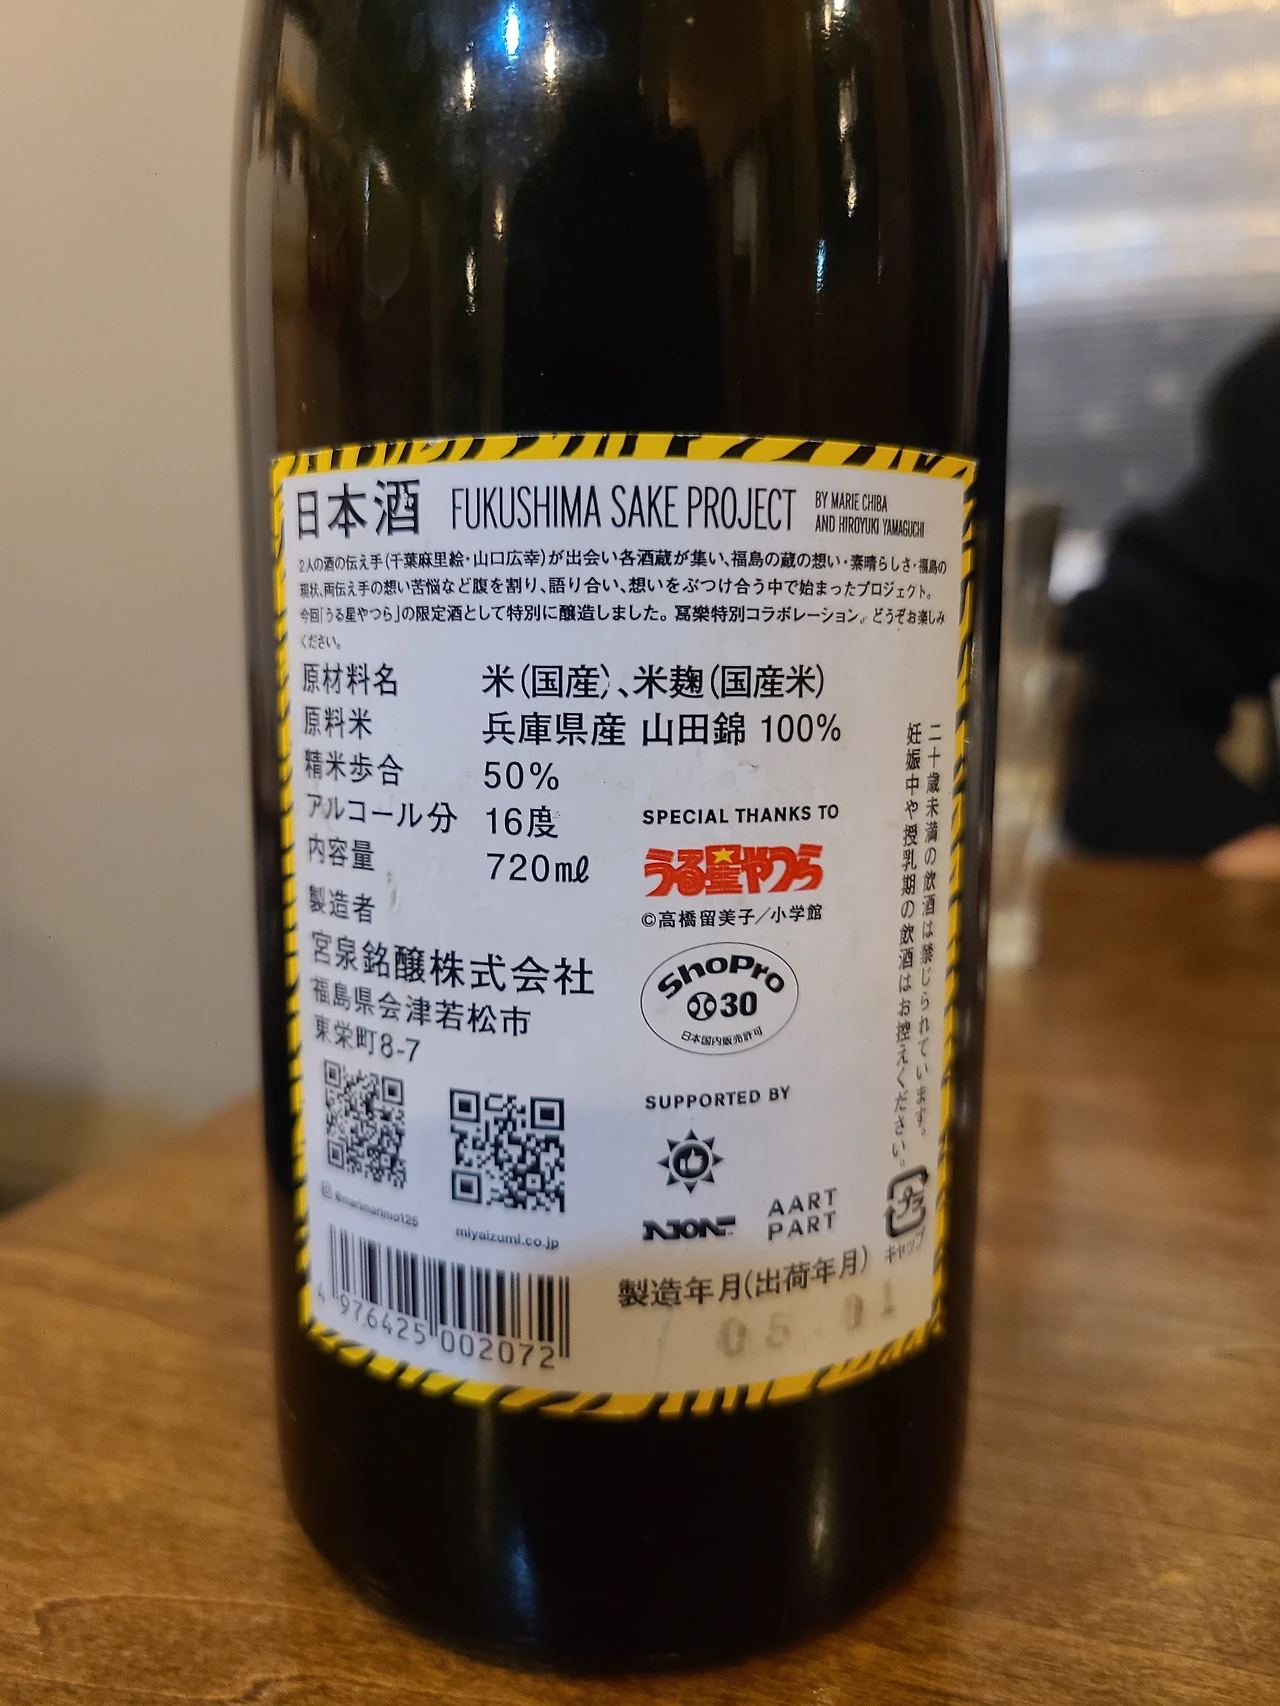 日本酒 FUKUSHIMA SAKE PROJECT
BY MARIE CHIBA
AND HIROYUKI YAMAGUCHI
2人の酒の伝え手(千葉麻里絵・山口広幸)が出会い各酒蔵が集い、福島の蔵の想い・素晴らしさ・福島の
現状、両伝え手の想い苦悩など腹を割り、語り合い、想いをぶつけ合う中で始まったプロジェクト。
今回「うる星やつら」の限定酒として特別に醸造しました。寫樂特別コラボレーション。どうぞお楽しみ
ください。
原材料名 米(国産)、米麹(国産米)
原料米 兵庫県産 山田錦 100%
精米歩合 50%
アルコール分 16度
内容量 720ml
製造者
宮泉銘醸株式会社
福島県会津若松市
東栄町8-7
@marimarimo125
miyaizumi.co.jp
4 976425 002072
SPECIAL THANKS TO
うる星やつら
©高橋留美子/小学館
ShoPro
30
日本国内販売許可
SUPPORTED BY
AART
PART
製造年月(出荷年月)
05 01
二十歳未満の飲酒は禁じられています。
妊娠中や授乳期の飲酒はお控えください。
プラ
キャップ